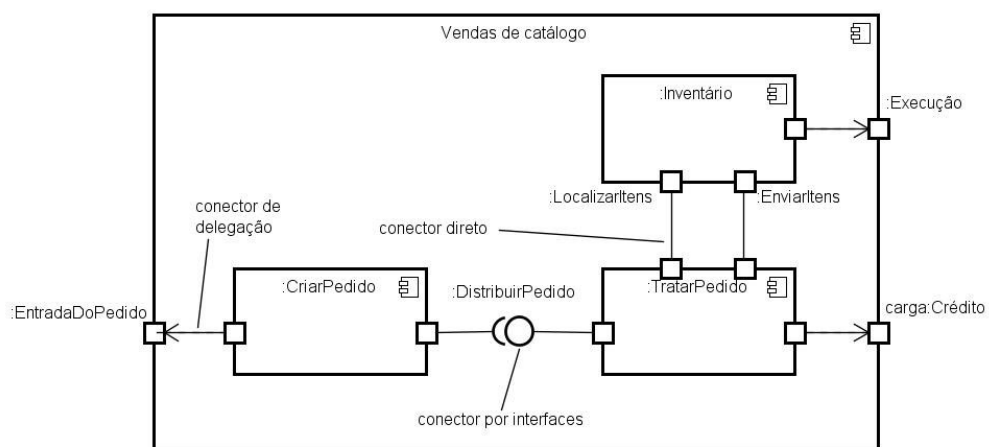 Vendas de catálogo
:Inventário
:Execução
:LocalizarItens
:EnviarItens
conector de
delegação
conector direto
:CriarPedido
:DistribuirPedido
:TratarPedido
:EntradaDoPedido
carga:Crédito
conector por interfaces